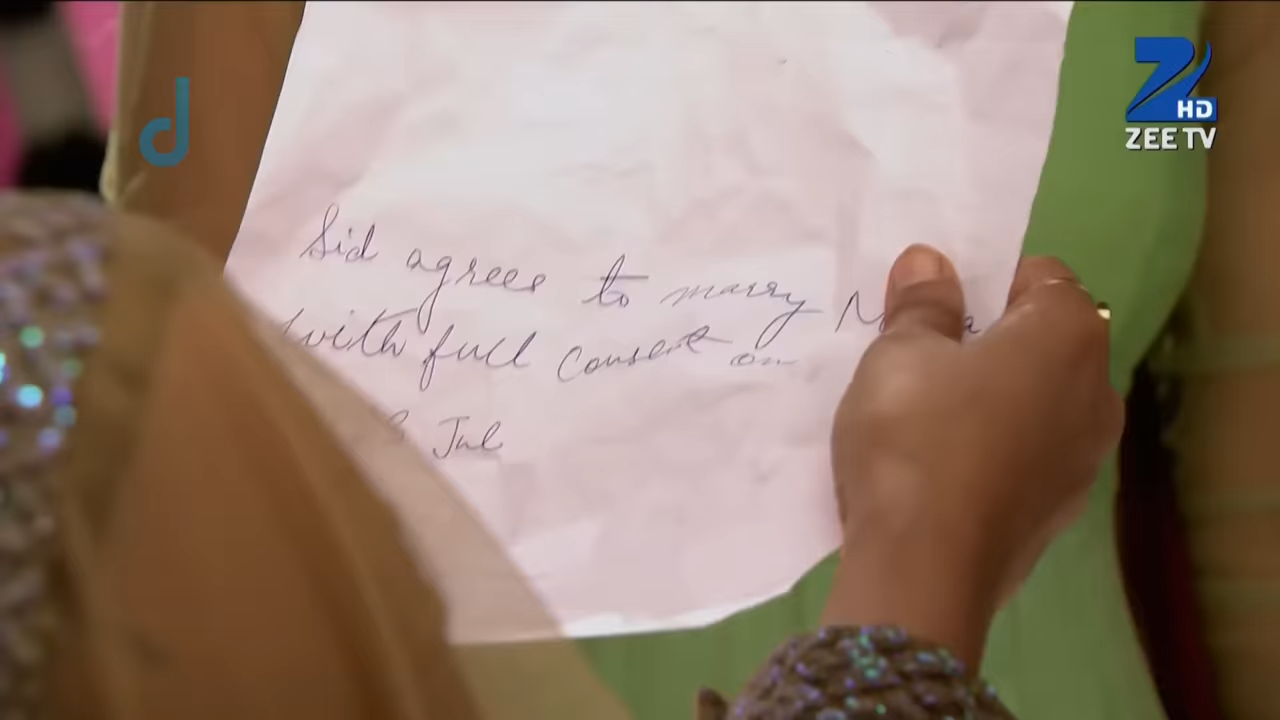 d
HD
ZEE TV
Sid agrees to marry
with full consent on
Jul